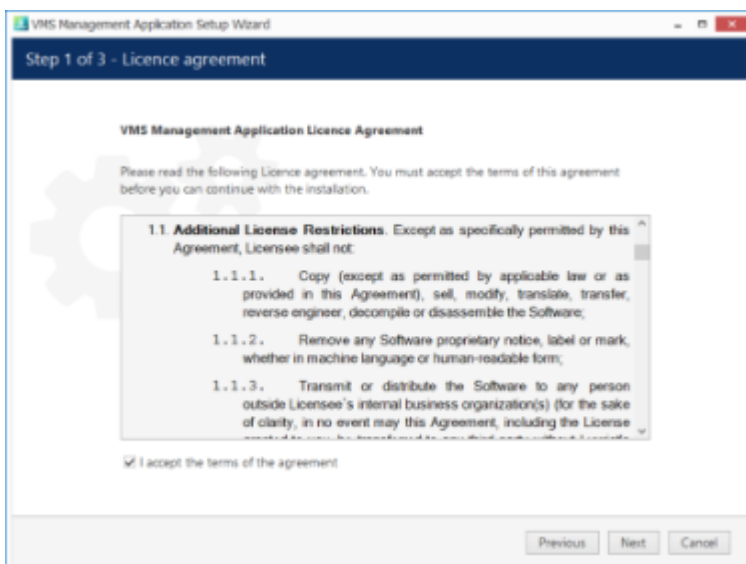 VMS Management Application Setup Wizard
Step 1 of 3 - Licence agreement
VMS Management Application Licence Agreement
Please read the following Licence agreement. You must accept the terms of this agreement
before you can continue with the installation.
1.1. Additional License Restrictions. Except as specifically permitted by this
Agreement, Licensee shall not:
1.1.1. Copy (except as permitted by applicable law or as
provided in this Agreement), sell, modify, translate, transfer,
reverse engineer, decompile or disassemble the Software;
1.1.2. Remove any Software proprietary notice, label or mark,
whether in machine language or human-readable form;
1.1.3. Transmit or distribute the Software to any person
outside Licensee`s internal business organization(s) (for the sake
of clarity, in no event may this Agreement, including the License
I accept the terms of the agreement
Previous Next Cancel